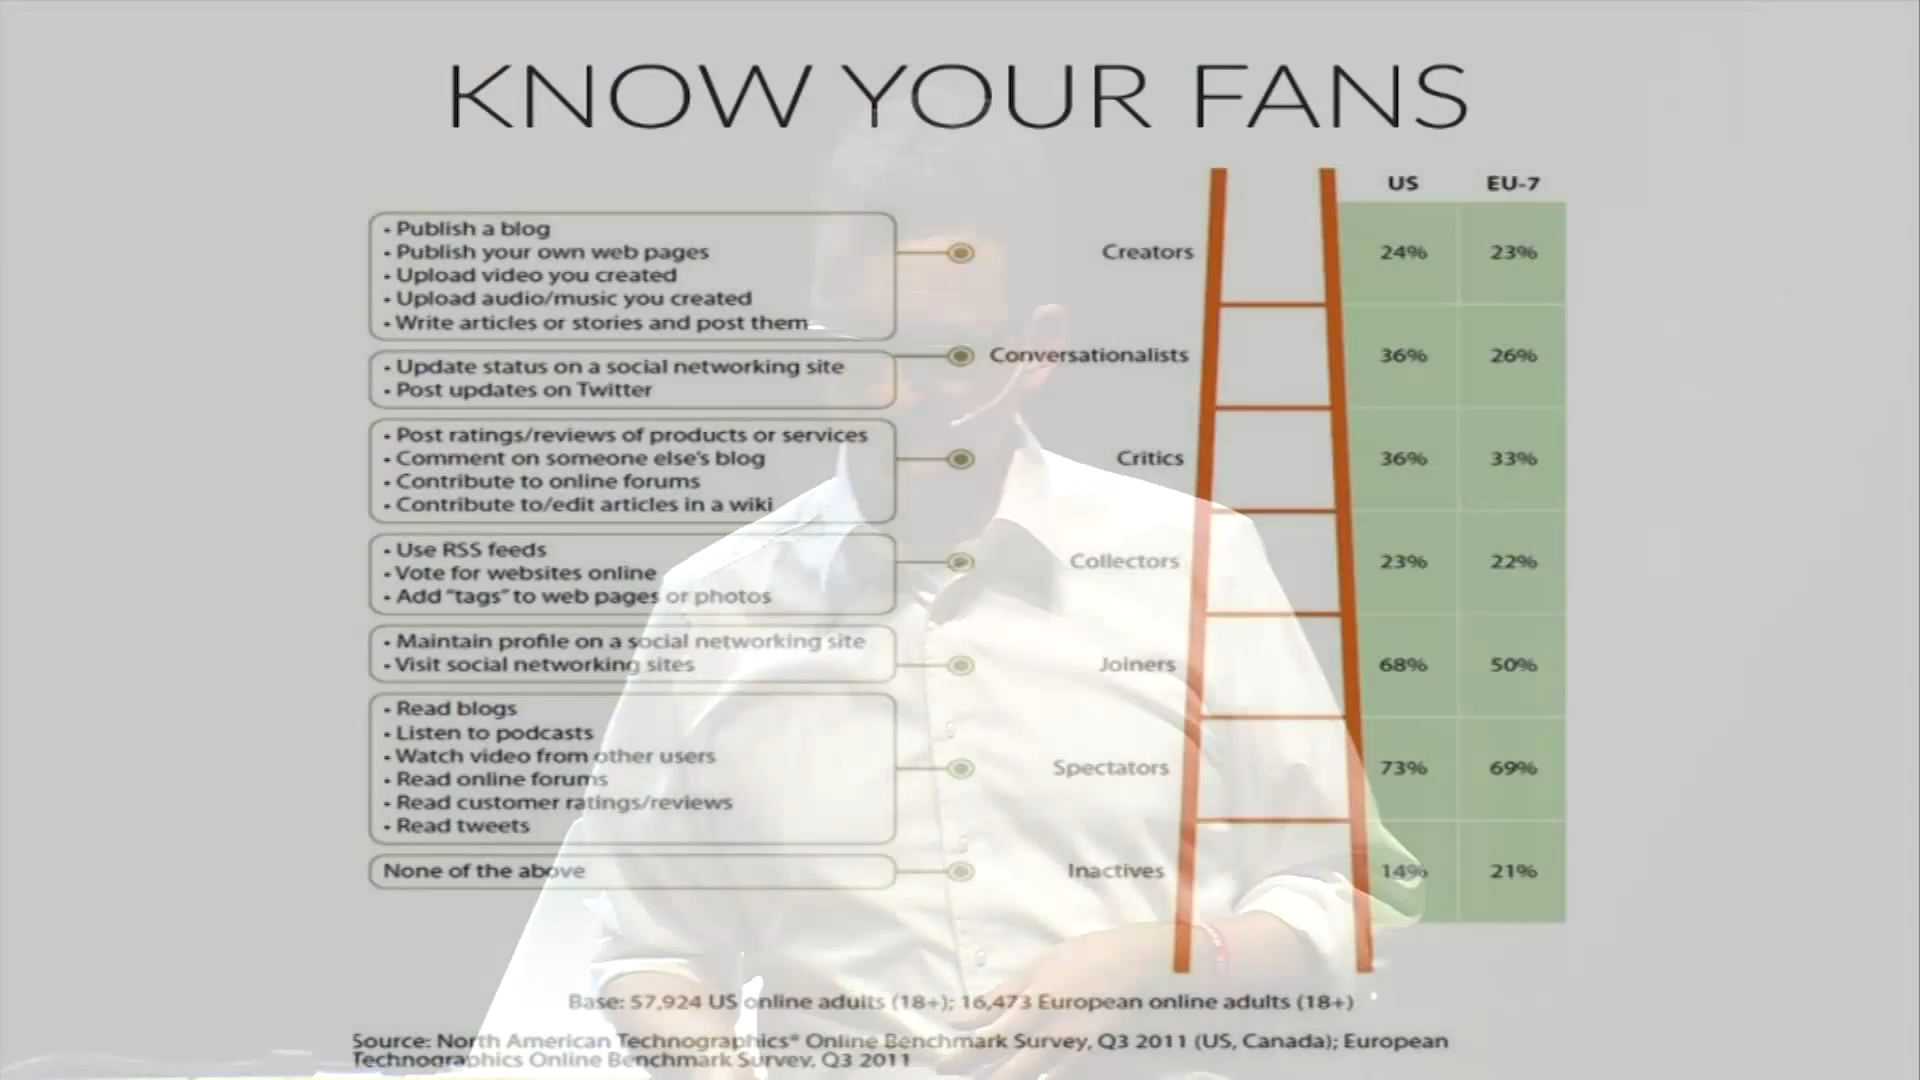 KNOW YOUR FANS
US EU-7
• Publish a blog
• Publish your own web pages
• Upload video you created
• Upload audio/music you created
• Write articles or stories and post them
Creators 24% 23%
• Update status on a social networking site
• Post updates on Twitter
Conversationalists 36% 26%
• Post ratings/reviews of products or services
• Comment on someone else's blog
• Contribute to online forums
• Contribute to/edit articles in a wiki
Critics 36% 33%
• Use RSS feeds
• Vote for websites online
• Add "tags" to web pages or photos
Collectors 23% 22%
• Maintain profile on a social networking site
• Visit social networking sites
Joiners 68% 50%
• Read blogs
• Listen to podcasts
• Watch video from other users
• Read online forums
• Read customer ratings/reviews
• Read tweets
Spectators 73% 69%
None of the above
Inactives 14% 21%
Base: 57,924 US online adults (18+); 16,473 European online adults (18+)
Source: North American Technographics® Online Benchmark Survey, Q3 2011 (US, Canada); European
Technographics Online Benchmark Survey, Q3 2011